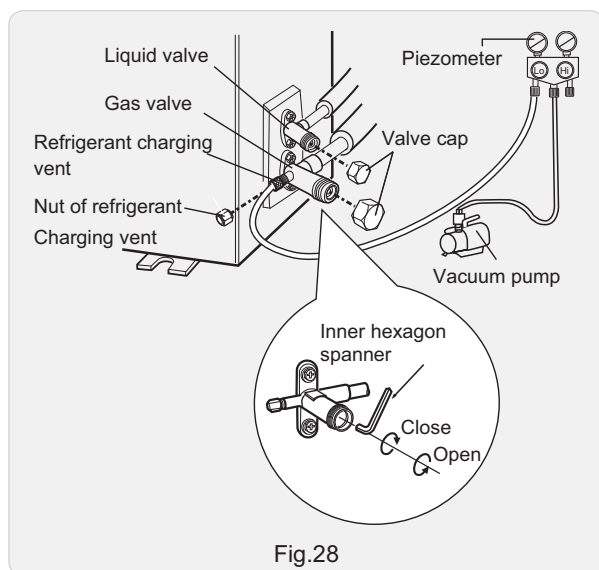 Liquid valve
Gas valve
Refrigerant charging
vent
Nut of refrigerant
Charging vent
Piezometer
Lo
Hi
Valve cap
Vacuum pump
Inner hexagon
spanner
Close
Open
Fig.28